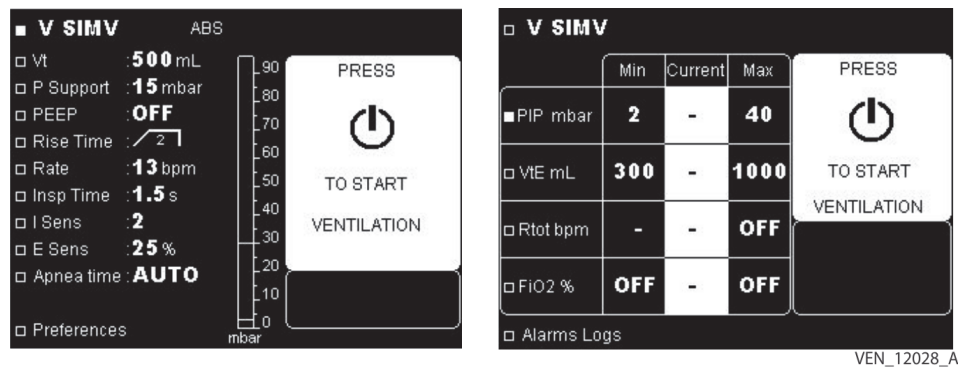 V SIMV ABS
Vt :500 mL
P Support :15 mbar
PEEP :OFF
Rise Time : 2
Rate :13 bpm
Insp Time :1.5 s
I Sens :2
E Sens :25 %
Apnea time :AUTO
Preferences
90
80
70
60
50
40
30
20
10
0
mbar
PRESS
TO START
VENTILATION
V SIMV
Min Current Max
PIP mbar 2 - 40
VtE mL 300 - 1000
Rtot bpm - - OFF
FiO2 % OFF - OFF
Alarms Logs
PRESS
TO START
VENTILATION
VEN_12028_A